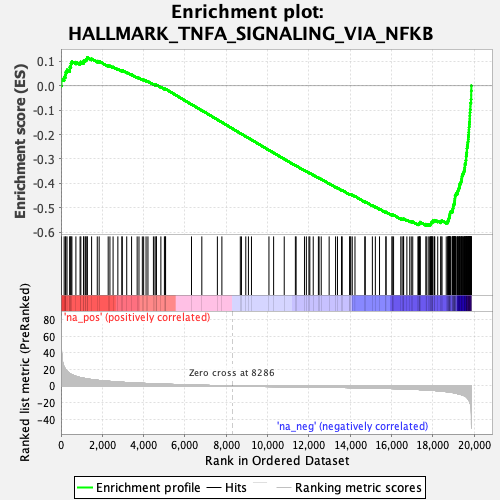 Enrichment plot:
HALLMARK_TNFA_SIGNALING_VIA_NFKB
Enrichment score (ES)
0.1
0.0
-0.1
-0.2
-0.3
-0.4
-0.5
-0.6
'na_pos' (positively correlated)
Ranked list metric (PreRanked)
80
60
40
20
0
-20
-40
Zero cross at 8286
'na_neg' (negatively correlated)
0
2,000
4,000
6,000
8,000
10,000
12,000
14,000
16,000
18,000
20,000
Rank in Ordered Dataset
Enrichment profile
Hits
Ranking metric scores